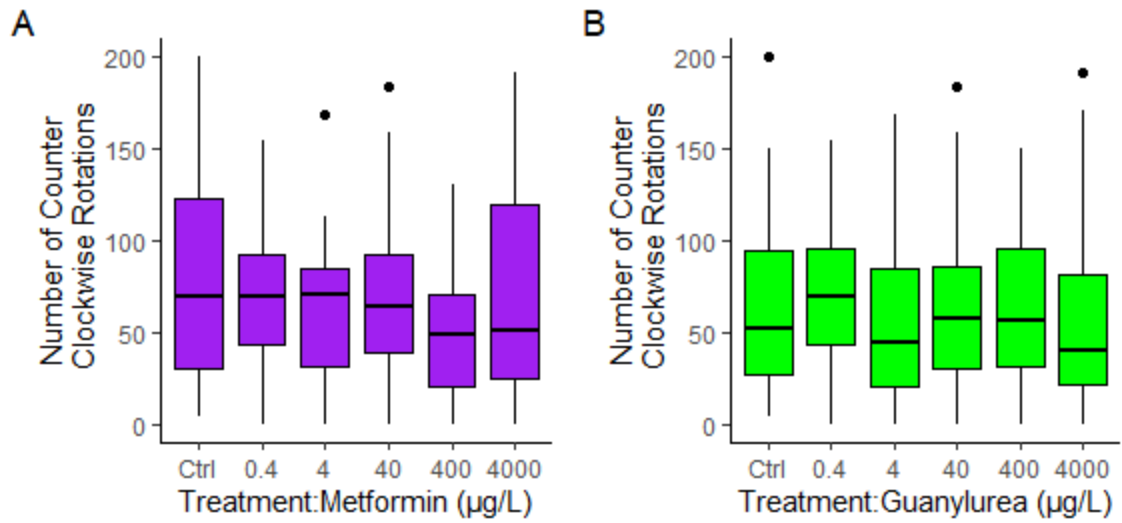 A
Number of Counter
Clockwise Rotations
200
150
100
50
0
Ctrl 0.4 4 40 400 4000
Treatment:Metformin (µg/L)
B
Number of Counter
Clockwise Rotations
200
150
100
50
0
Ctrl 0.4 4 40 400 4000
Treatment:Guanylurea (µg/L)